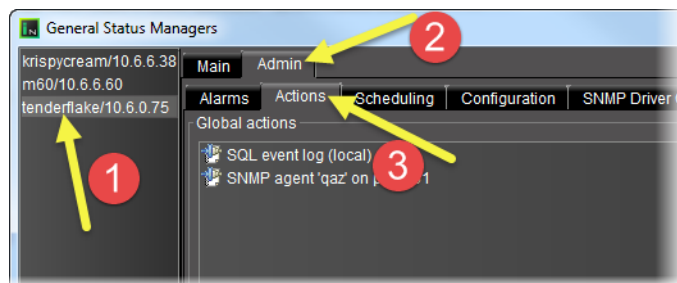 General Status Managers
2
krispycream/10.6.6.38
m60/10.6.6.60
tenderflake/10.6.0.75
Main Admin
Alarms Actions Scheduling Configuration SNMP Driver
Global actions
SQL event log (local)
SNMP agent 'qaz' on
1
3